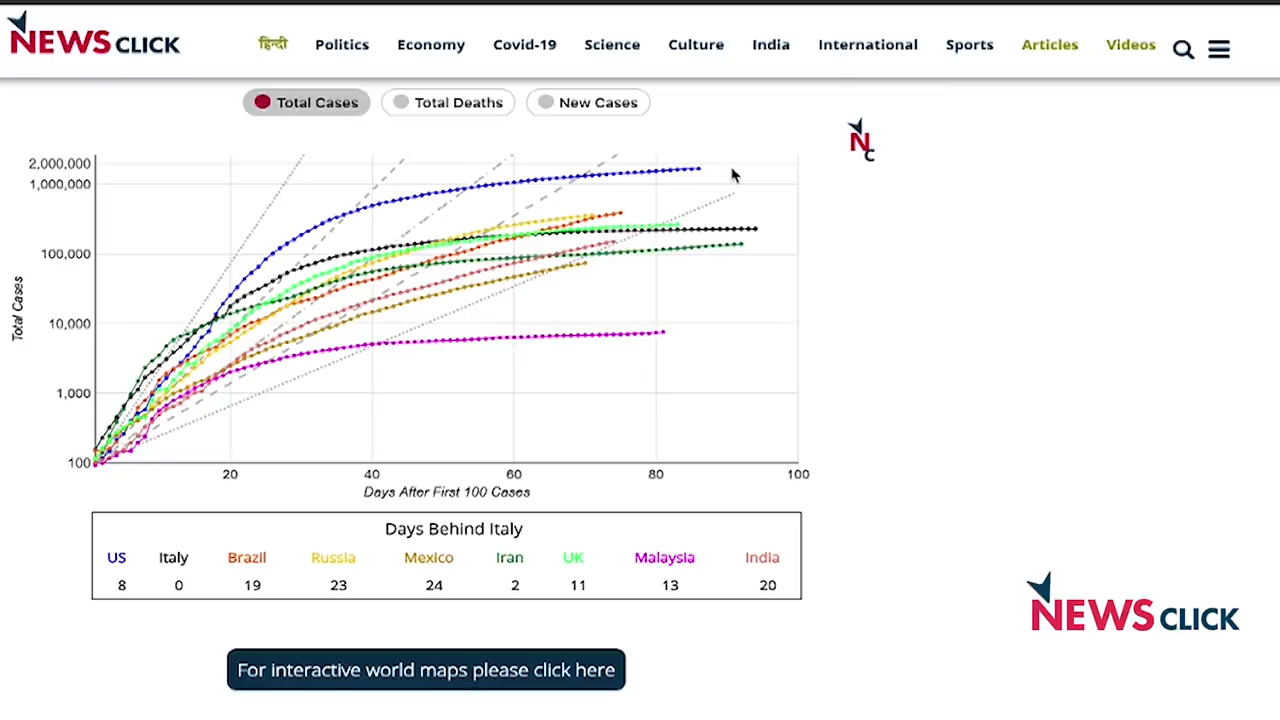 NEWS CLICK
हिन्दी Politics Economy Covid-19 Science Culture India International Sports Articles Videos
Total Cases Total Deaths New Cases
NC
2,000,000
1,000,000
100,000
10,000
1,000
100
Total Cases
20 40 60 80 100
Days After First 100 Cases
Days Behind Italy
US Italy Brazil Russia Mexico Iran UK Malaysia India
8 0 19 23 24 2 11 13 20
NEWS CLICK
For interactive world maps please click here